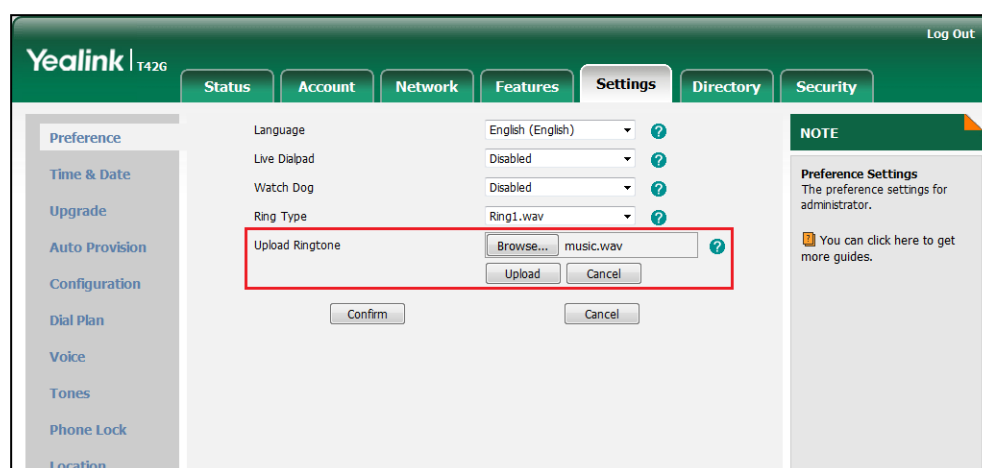 Log Out
Yealink | T42G
Status Account Network Features Settings Directory Security
Preference
Time & Date
Upgrade
Auto Provision
Configuration
Dial Plan
Voice
Tones
Phone Lock
Location
Language English (English)
Live Dialpad Disabled
Watch Dog Disabled
Ring Type Ring1.wav
Upload Ringtone Browse... music.wav
Upload Cancel
Confirm Cancel
NOTE
Preference Settings
The preference settings for
administrator.
You can click here to get
more guides.